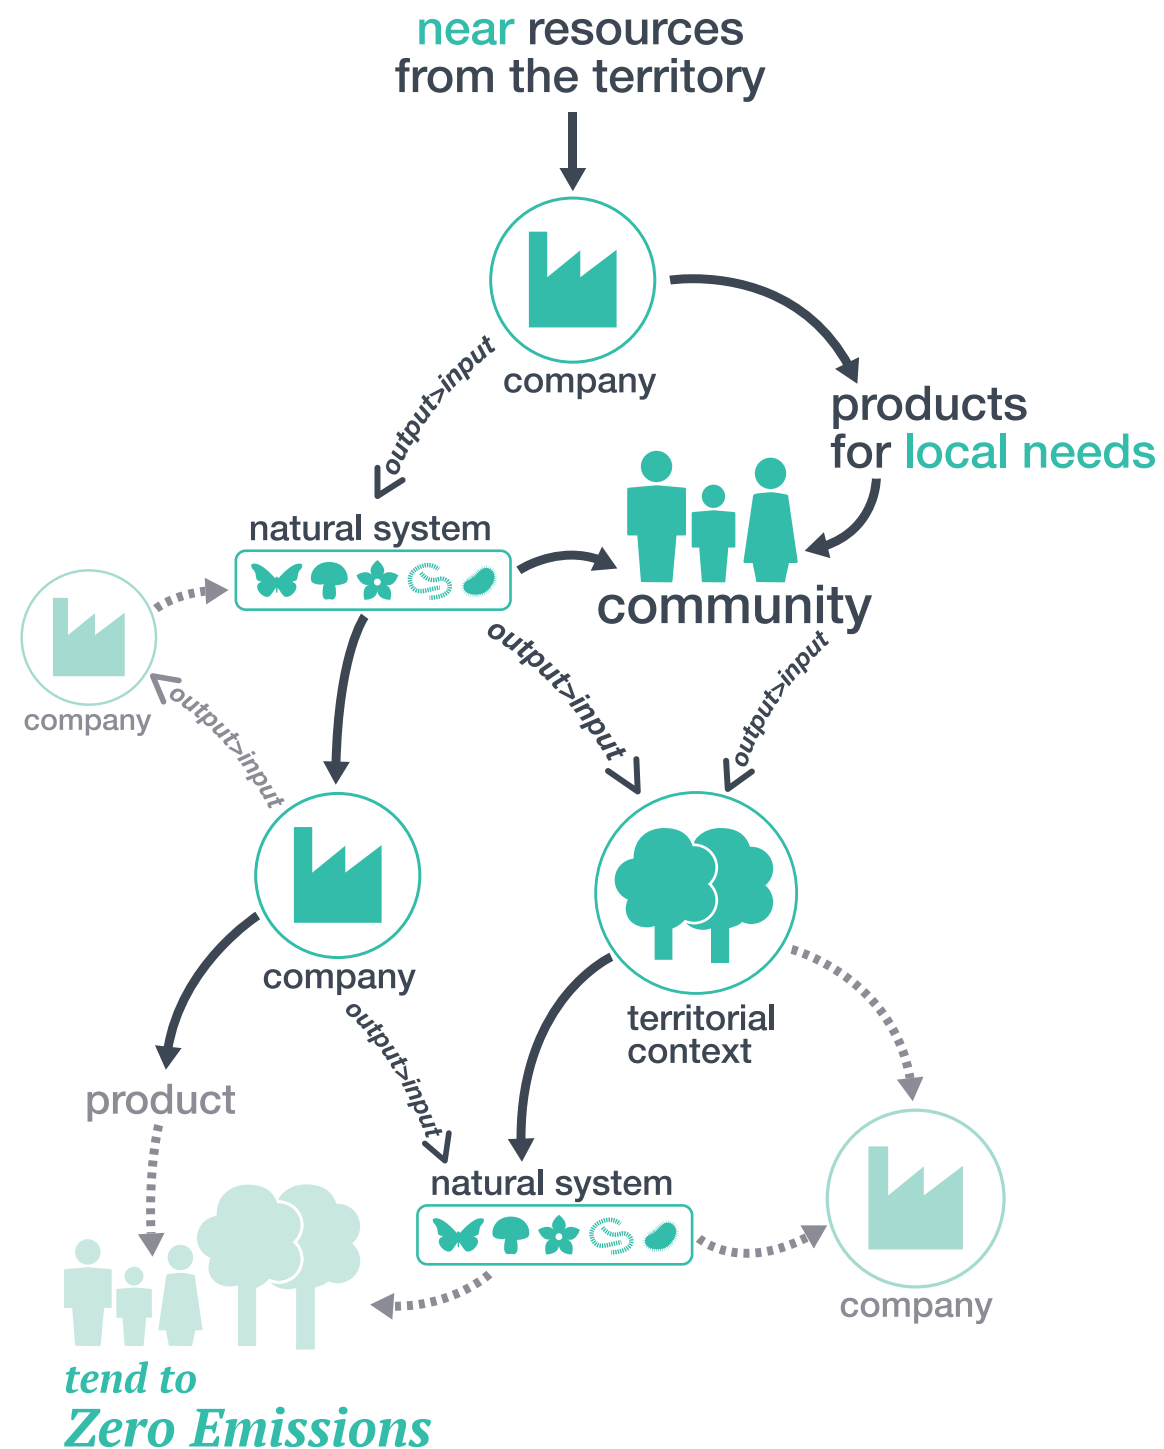 near resources
from the territory
company
output>input
products
for local needs
natural system
community
company
output>input
output>input
output>input
company
territorial
context
output>input
product
natural system
company
tend to
Zero Emissions